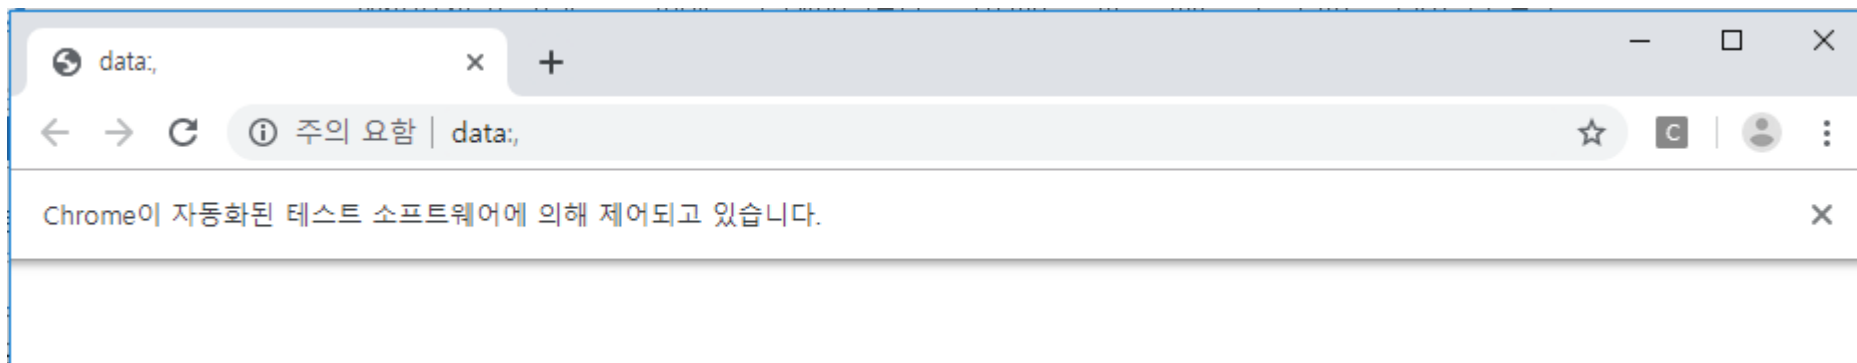 data:,
주의 요함 | data:,
C
Chrome이 자동화된 테스트 소프트웨어에 의해 제어되고 있습니다.